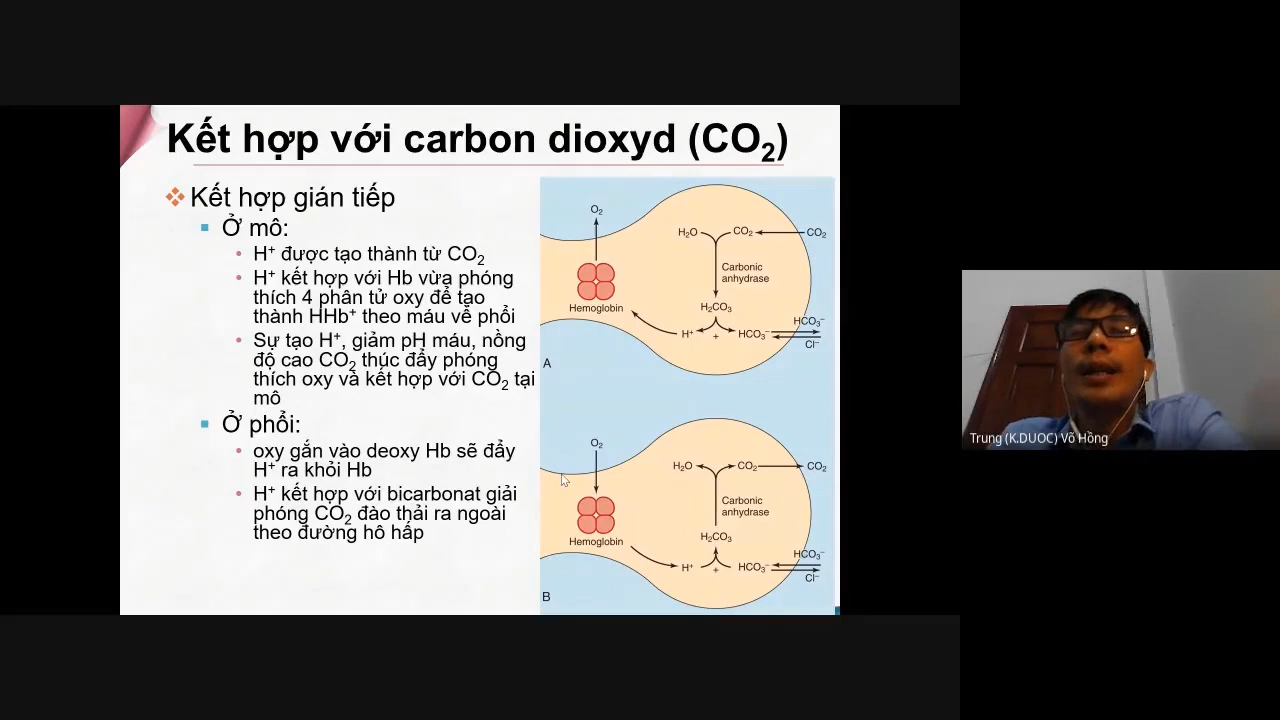 Kết hợp với carbon dioxyd (CO₂)
Kết hợp gián tiếp
Ở mô:
H⁺ được tạo thành từ CO₂
H⁺ kết hợp với Hb vừa phóng
thích 4 phân tử oxy để tạo
thành HHb⁺ theo máu về phổi
Sự tạo H⁺, giảm pH máu, nồng
độ cao CO₂ thúc đẩy phóng
thích oxy và kết hợp với CO₂ tại
mô
Ở phổi:
oxy gắn vào deoxy Hb sẽ đẩy
H⁺ ra khỏi Hb
H⁺ kết hợp với bicarbonat giải
phóng CO₂ đào thải ra ngoài
theo đường hô hấp
O₂
H₂O CO₂ CO₂
Carbonic
anhydrase
Hemoglobin
H₂CO₃
H⁺ + HCO₃⁻
HCO₃⁻
Cl⁻
A
O₂
H₂O CO₂ CO₂
Carbonic
anhydrase
Hemoglobin
H₂CO₃
H⁺ + HCO₃⁻
HCO₃⁻
Cl⁻
B
Trung (K.DUOC) Võ Hồng